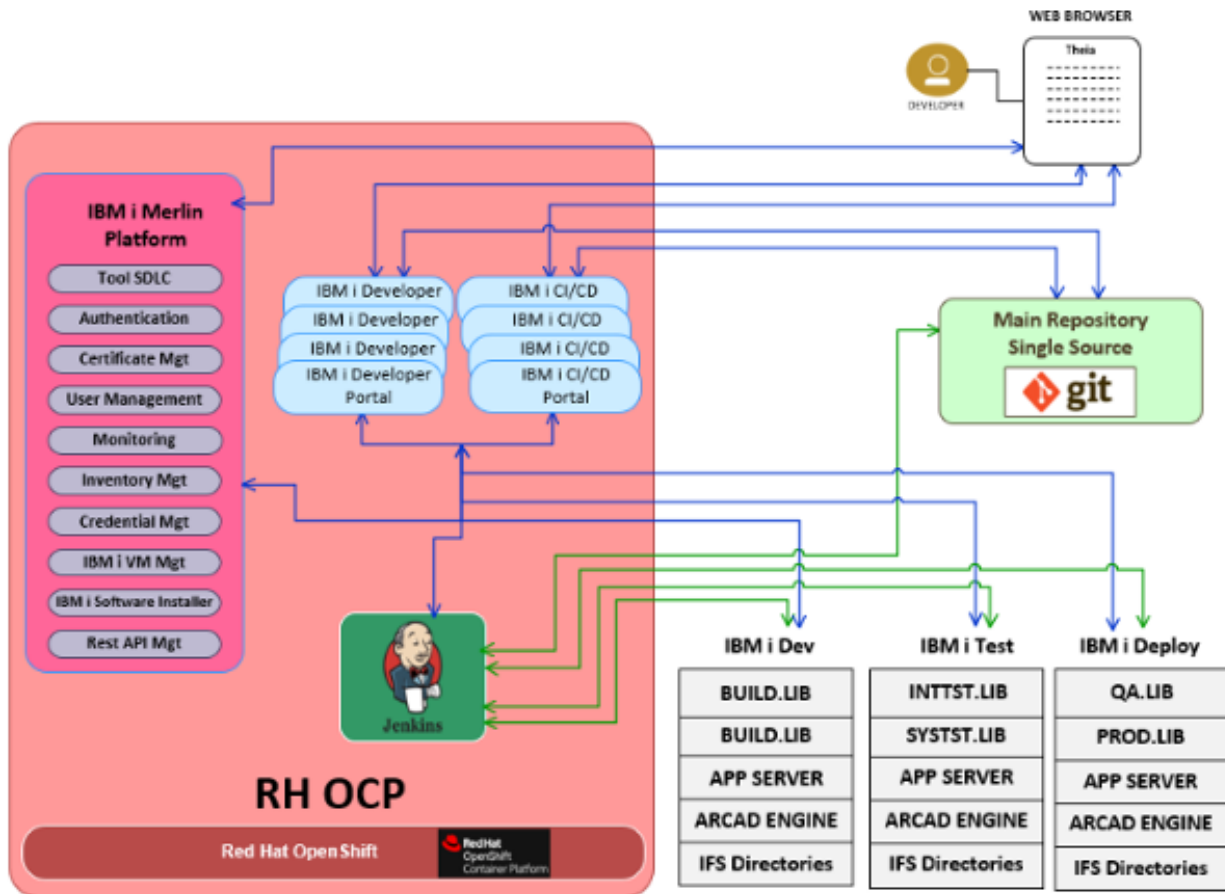 WEB BROWSER
Theia
DEVELOPER
IBM i Merlin
Platform
Tool SDLC
Authentication
Certificate Mgt
User Management
Monitoring
Inventory Mgt
Credential Mgt
IBM i VM Mgt
IBM i Software Installer
Rest API Mgt
IBM i Developer
IBM i Developer
IBM i Developer
IBM i Developer
Portal
IBM i CI/CD
IBM i CI/CD
IBM i CI/CD
IBM i CI/CD
Portal
Main Repository
Single Source
git
Jenkins
RH OCP
Red Hat OpenShift
RedHat
OpenShift
Container Platform
IBM i Dev
BUILD.LIB
BUILD.LIB
APP SERVER
ARCAD ENGINE
IFS Directories
IBM i Test
INTTST.LIB
SYSTST.LIB
APP SERVER
ARCAD ENGINE
IFS Directories
IBM i Deploy
QA.LIB
PROD.LIB
APP SERVER
ARCAD ENGINE
IFS Directories